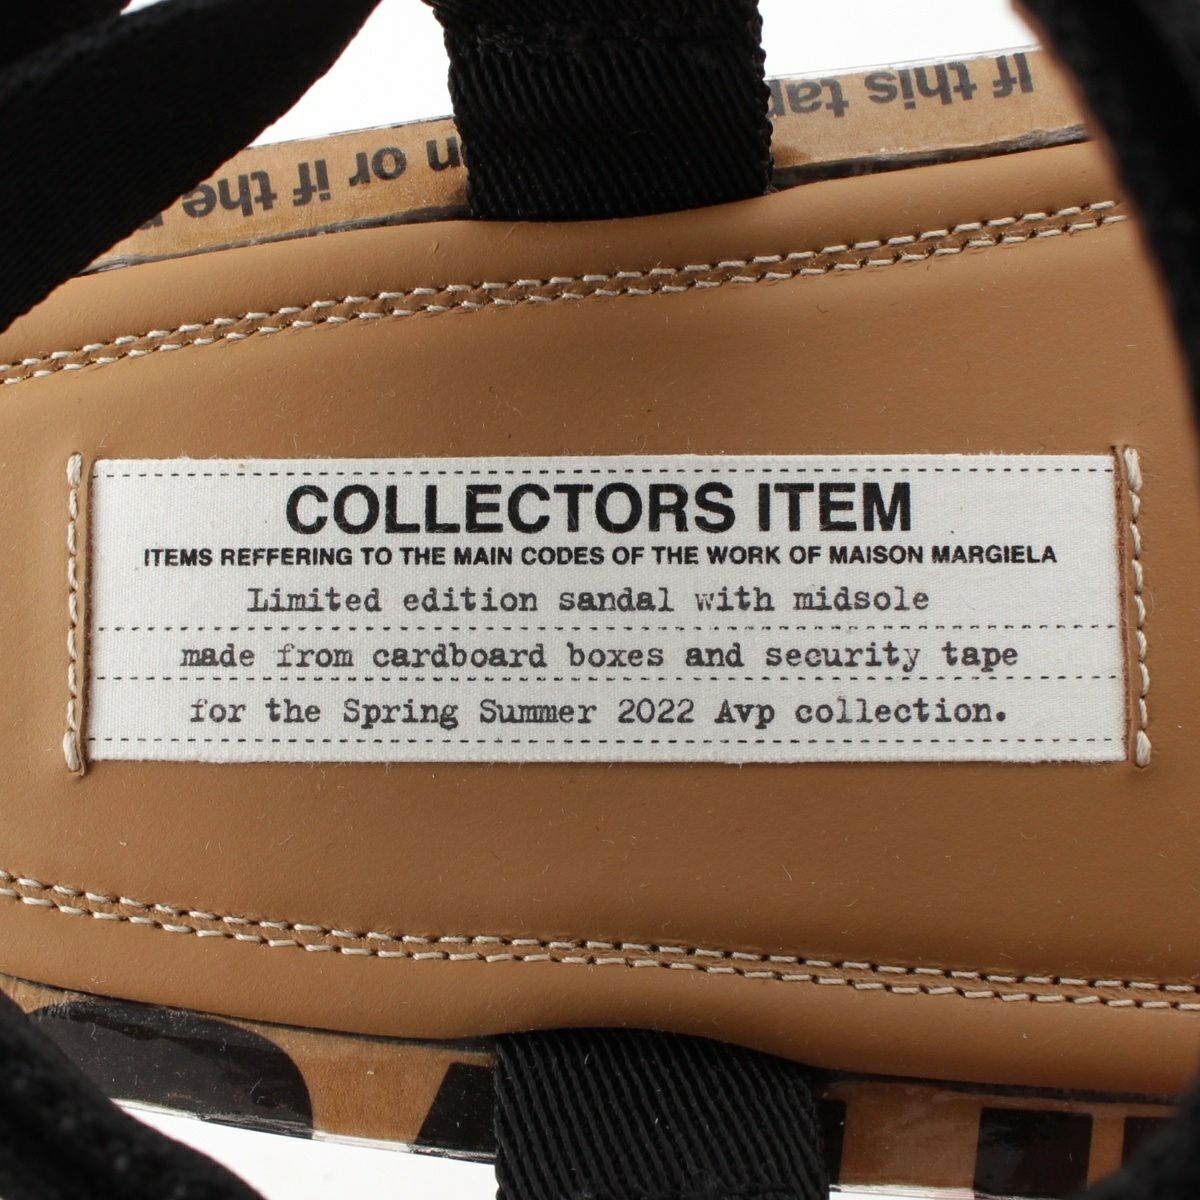 If this tap
n or if the
COLLECTORS ITEM
ITEMS REFFERING TO THE MAIN CODES OF THE WORK OF MAISON MARGIELA
Limited edition sandal with midsole
made from cardboard boxes and security tape
for the Spring Summer 2022 Avp collection.